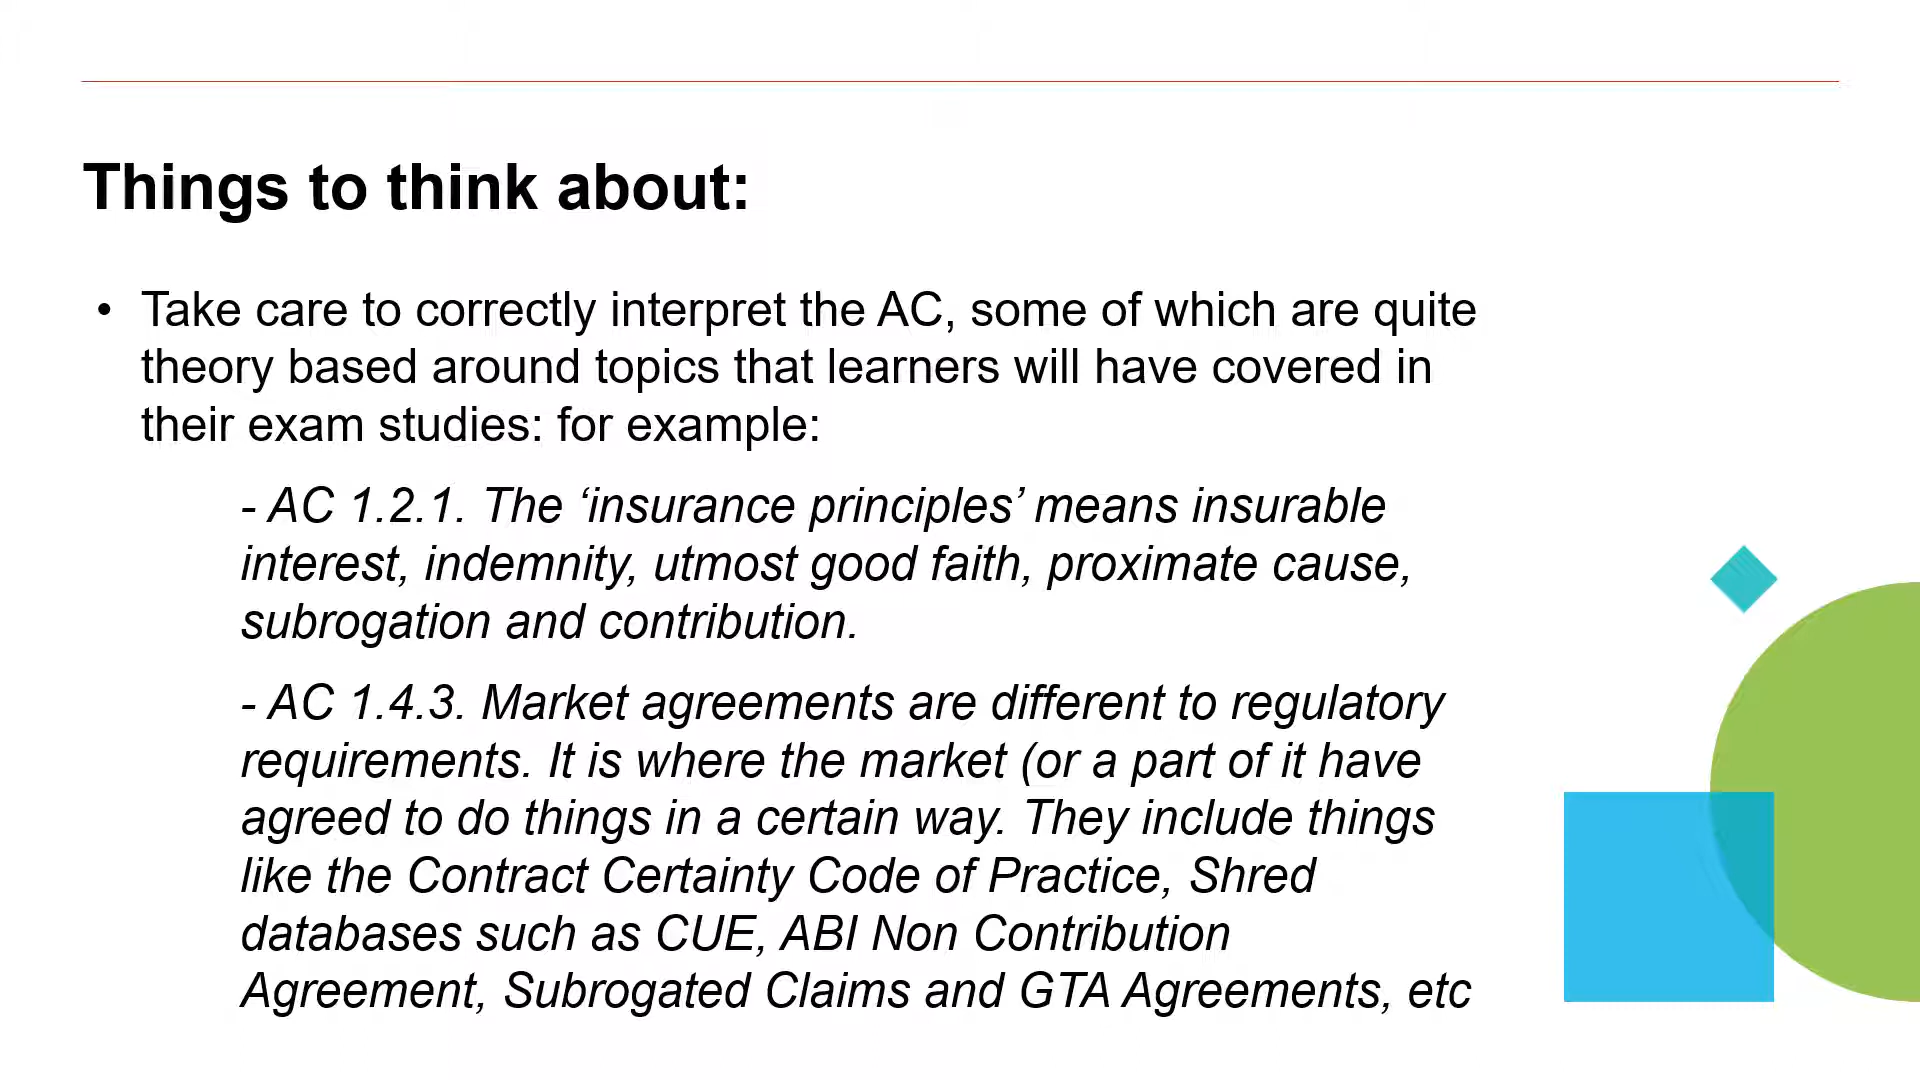 Things to think about:
• Take care to correctly interpret the AC, some of which are quite
theory based around topics that learners will have covered in
their exam studies: for example:
- AC 1.2.1. The ‘insurance principles’ means insurable
interest, indemnity, utmost good faith, proximate cause,
subrogation and contribution.
- AC 1.4.3. Market agreements are different to regulatory
requirements. It is where the market (or a part of it have
agreed to do things in a certain way. They include things
like the Contract Certainty Code of Practice, Shred
databases such as CUE, ABI Non Contribution
Agreement, Subrogated Claims and GTA Agreements, etc